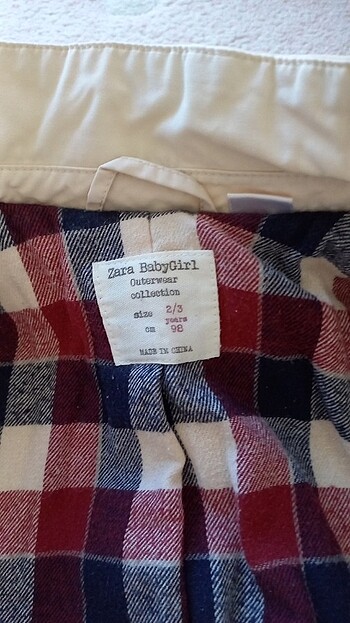 Zara BabyGirl
Outerwear
collection
size 2/3
years
cm 98
MADE IN CHINA